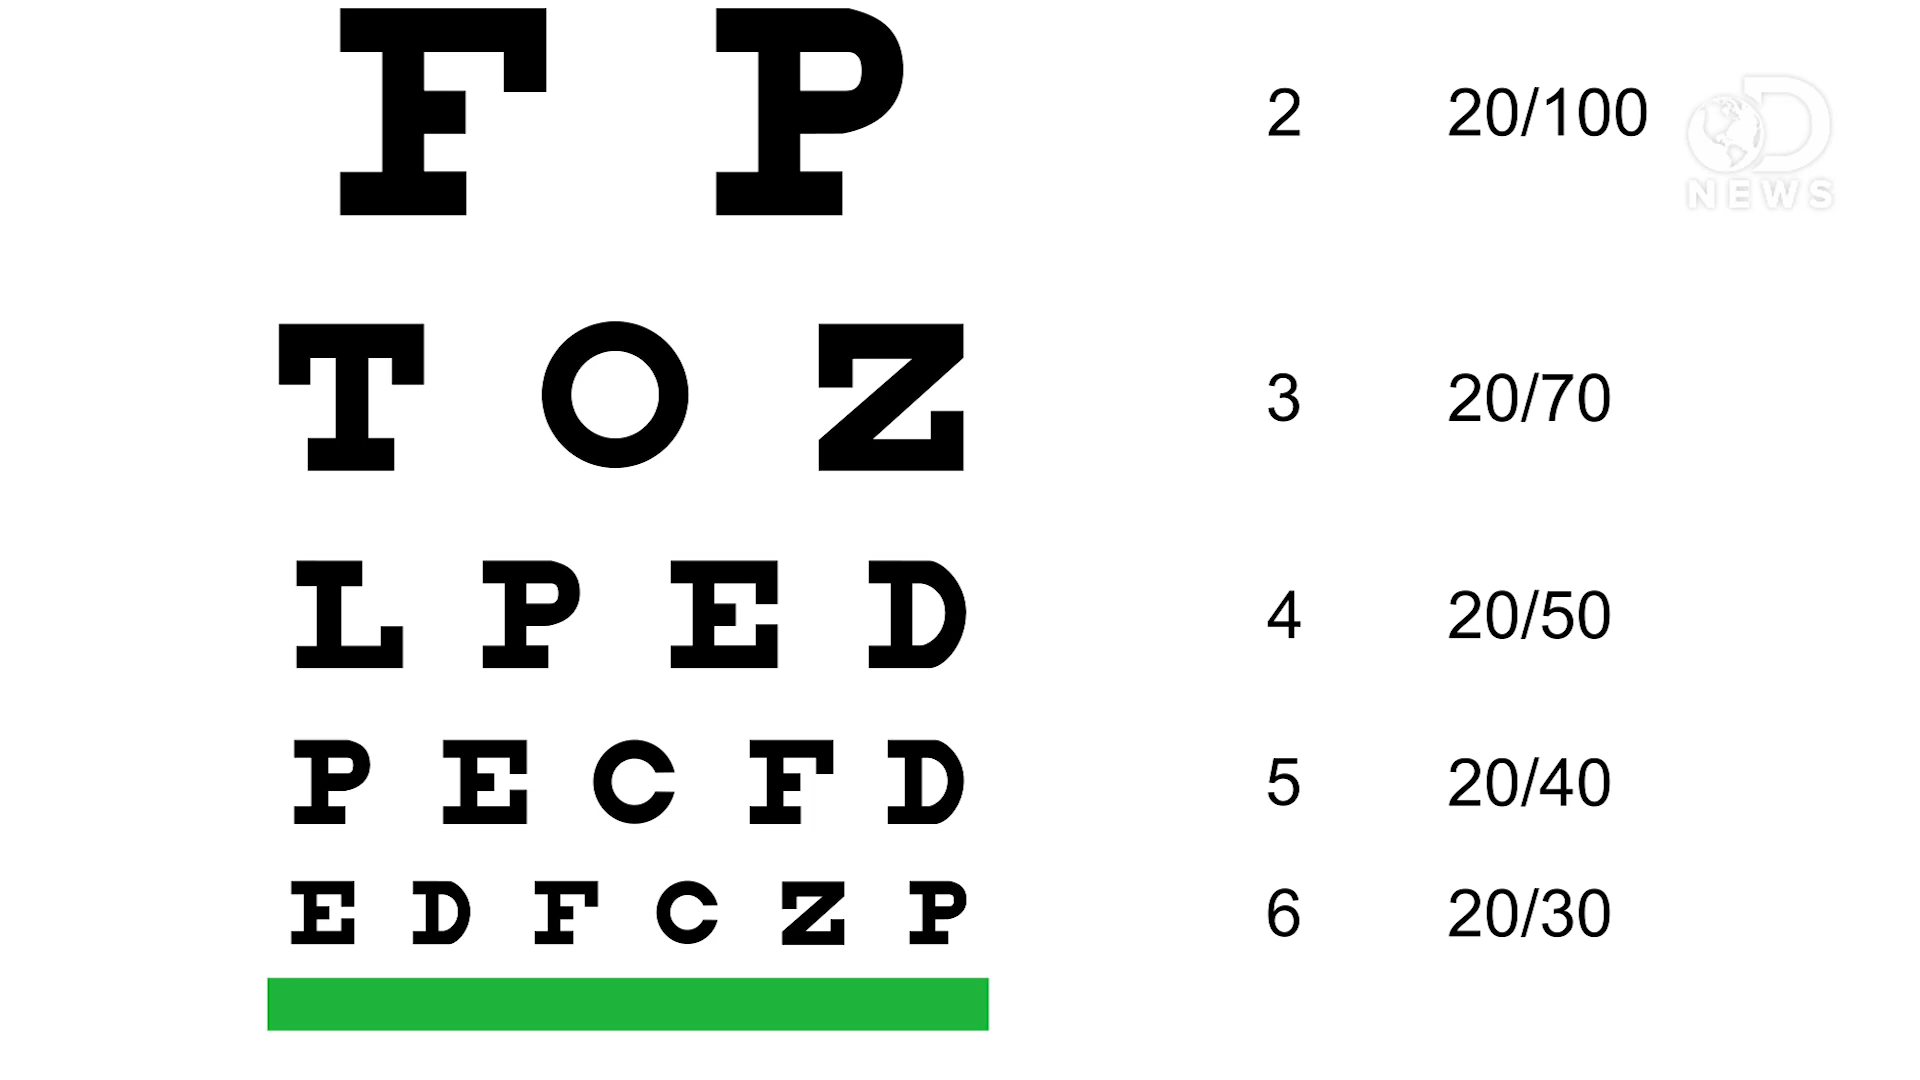 F P 2 20/100
NEWS
T O Z 3 20/70
L P E D 4 20/50
P E C F D 5 20/40
E D F C Z P 6 20/30